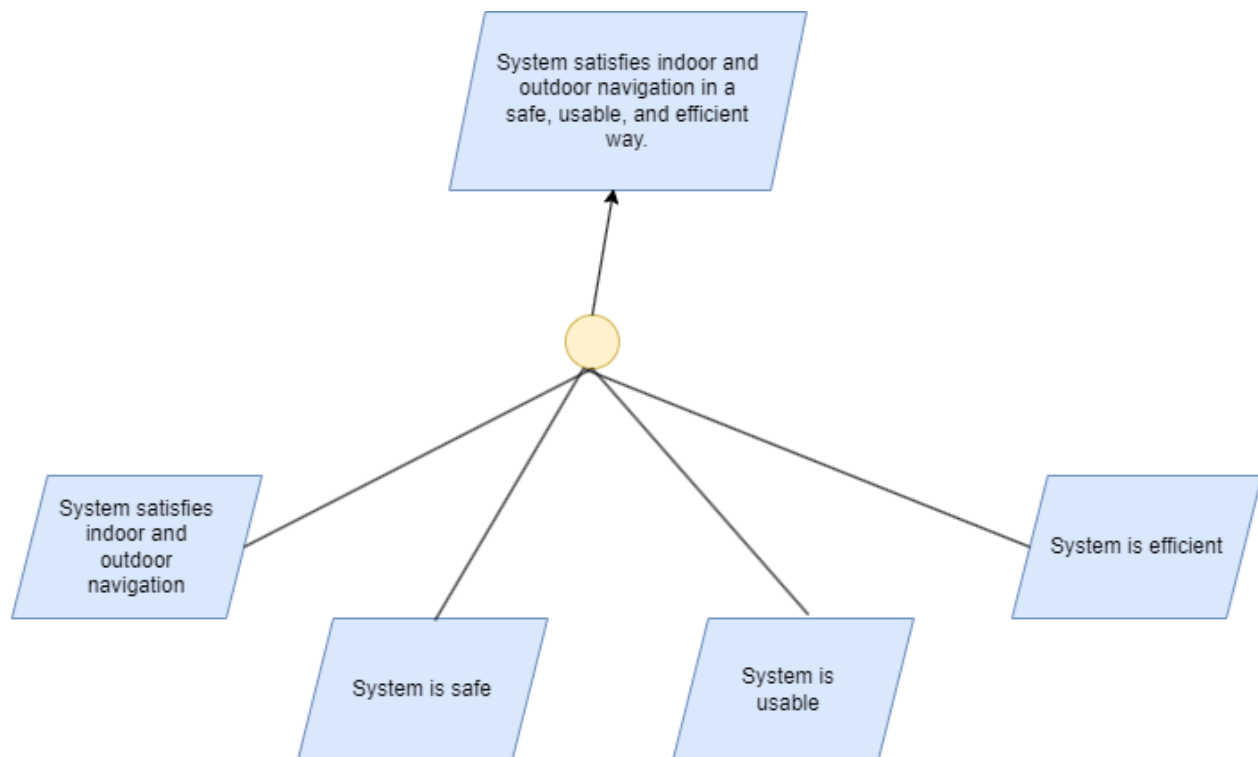 System satisfies indoor and
outdoor navigation in a
safe, usable, and efficient
way.
System satisfies
indoor and
outdoor
navigation
System is safe
System is
usable
System is efficient